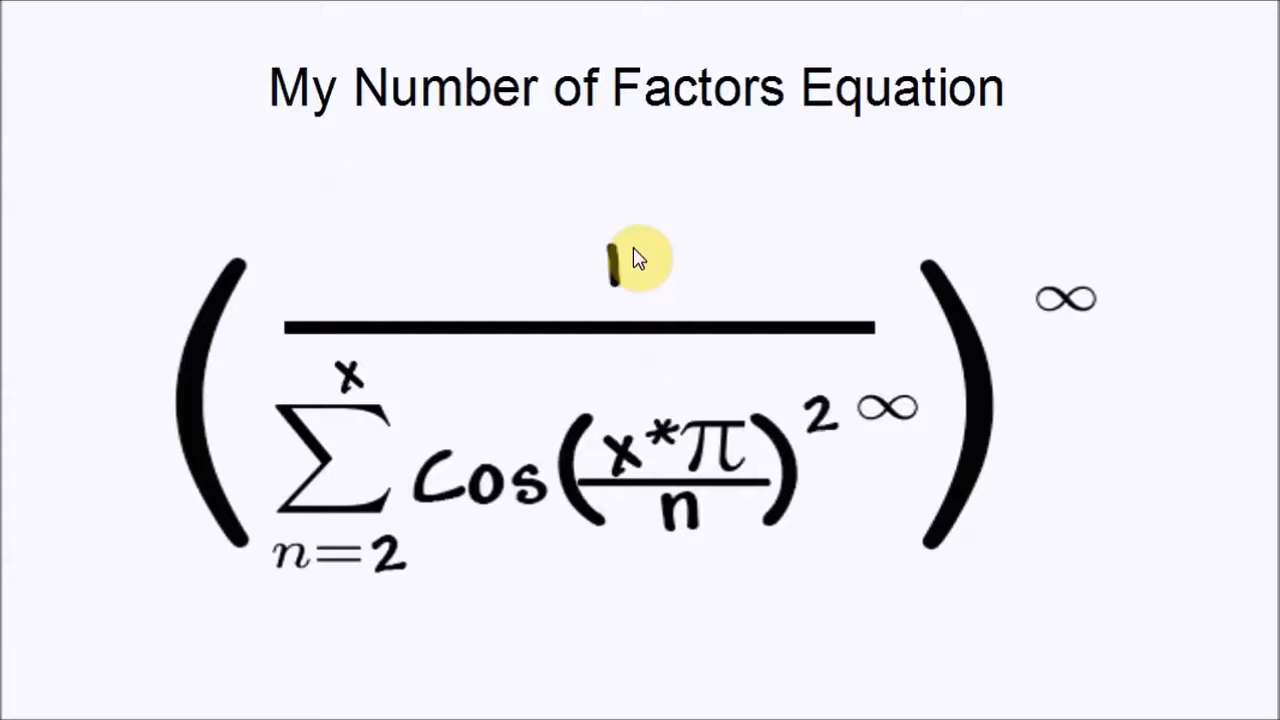 My Number of Factors Equation
1
x
∑ cos(x*π/n)^2∞
n=2
( )^∞